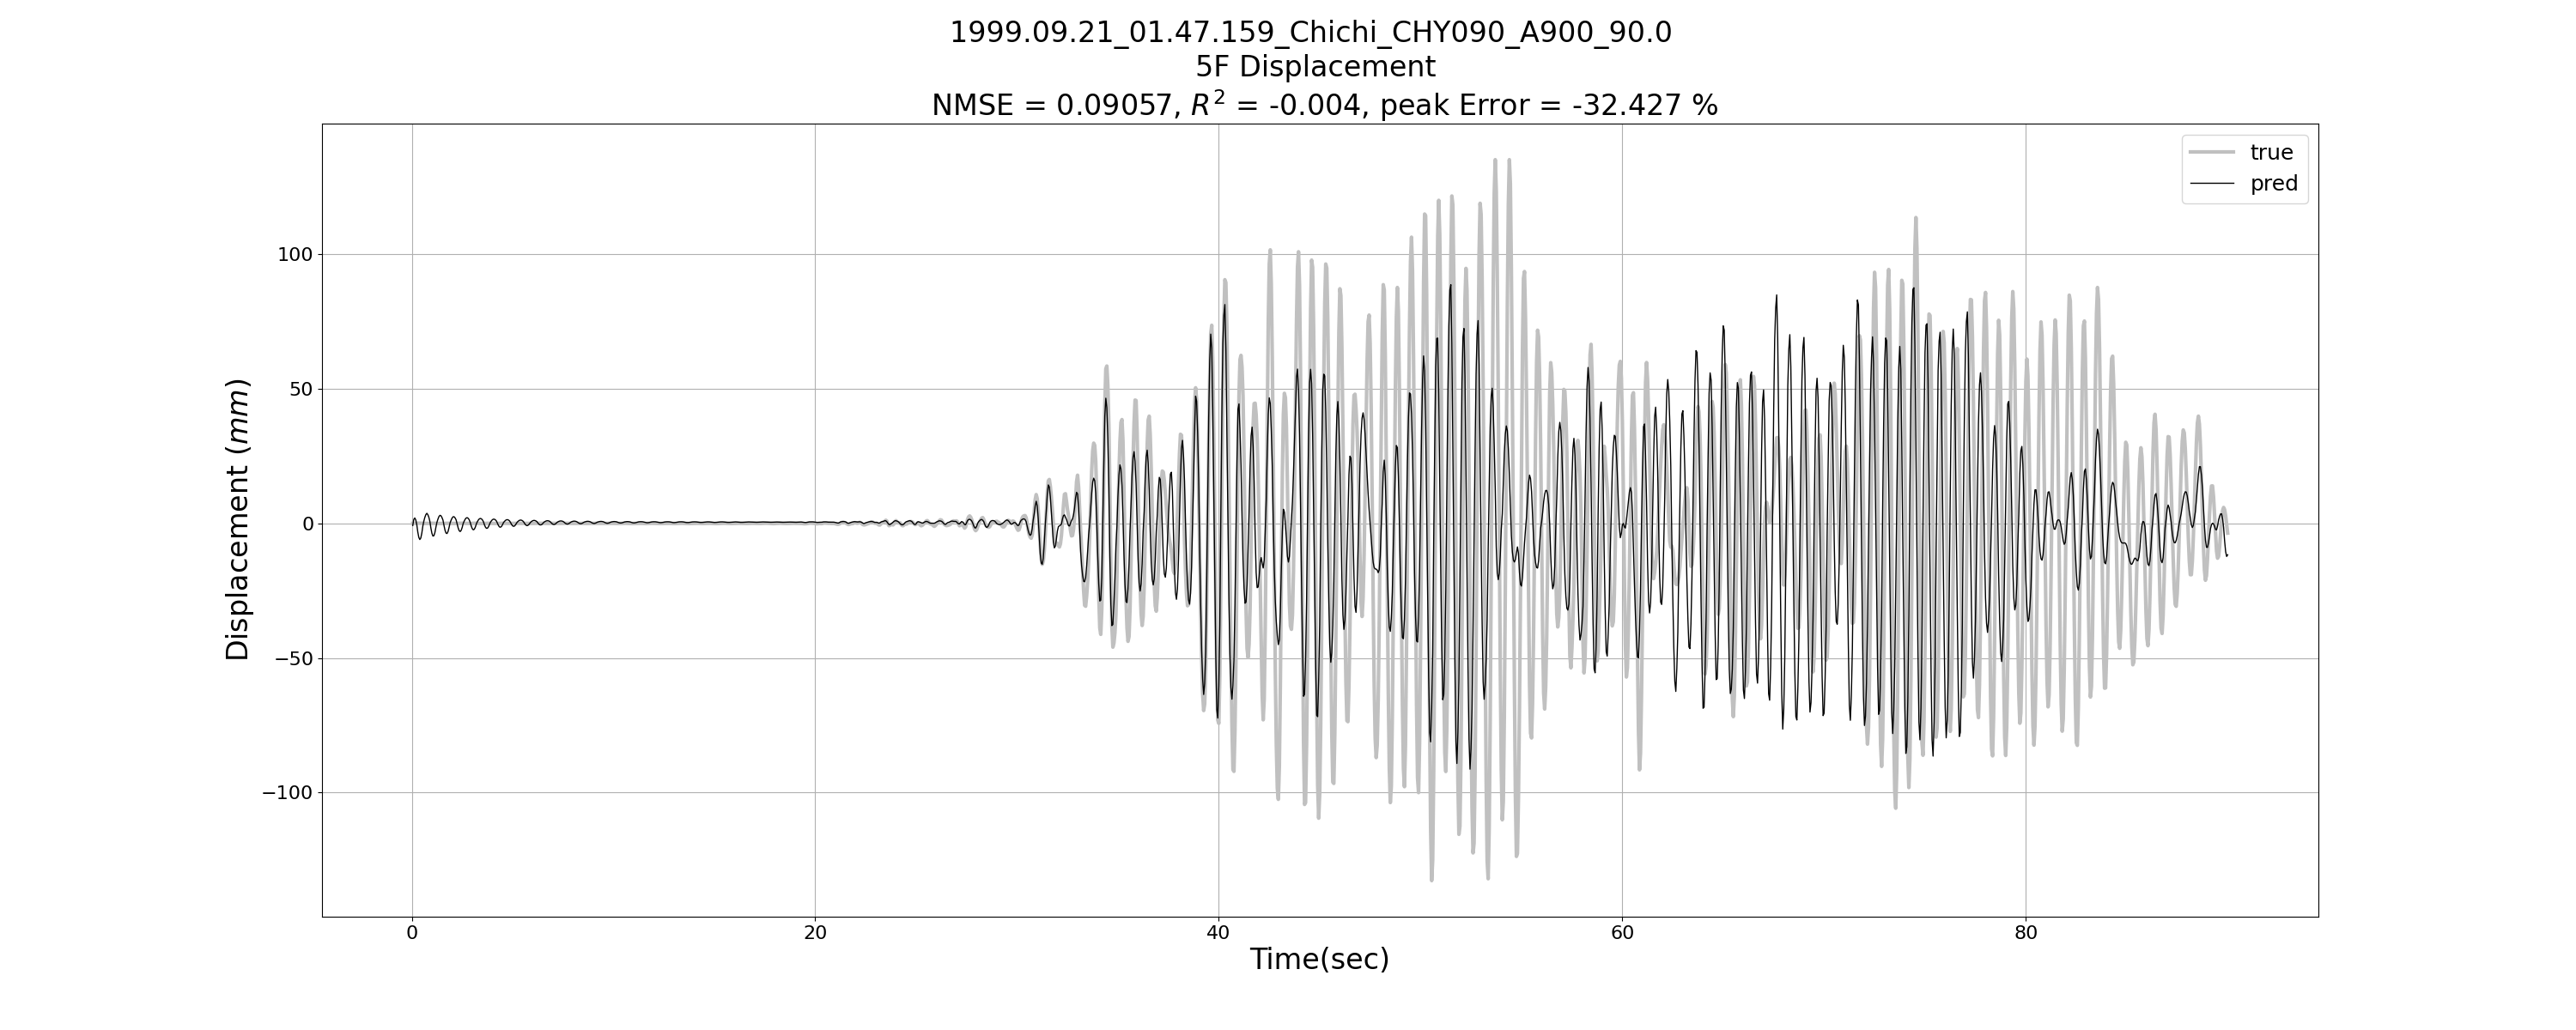 1999.09.21_01.47.159_Chichi_CHY090_A900_90.0
5F Displacement
NMSE = 0.09057, R² = -0.004, peak Error = -32.427 %
true
pred
100
50
0
−50
−100
Displacement (mm)
0 20 40 60 80
Time(sec)